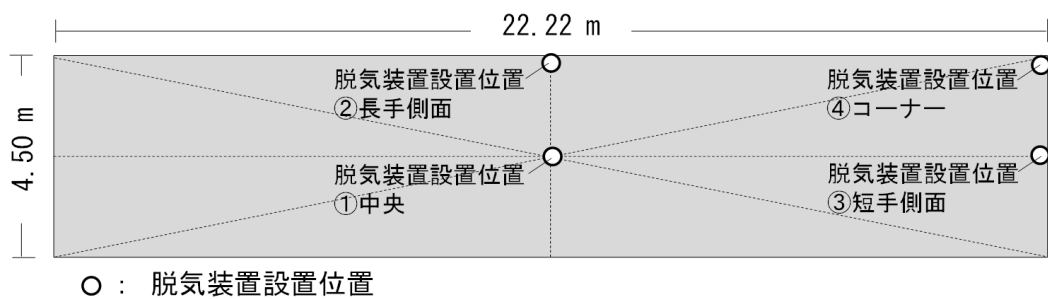 22.22 m
4.50 m
脱気装置設置位置
②長手側面
脱気装置設置位置
④コーナー
脱気装置設置位置
①中央
脱気装置設置位置
③短手側面
○ : 脱気装置設置位置